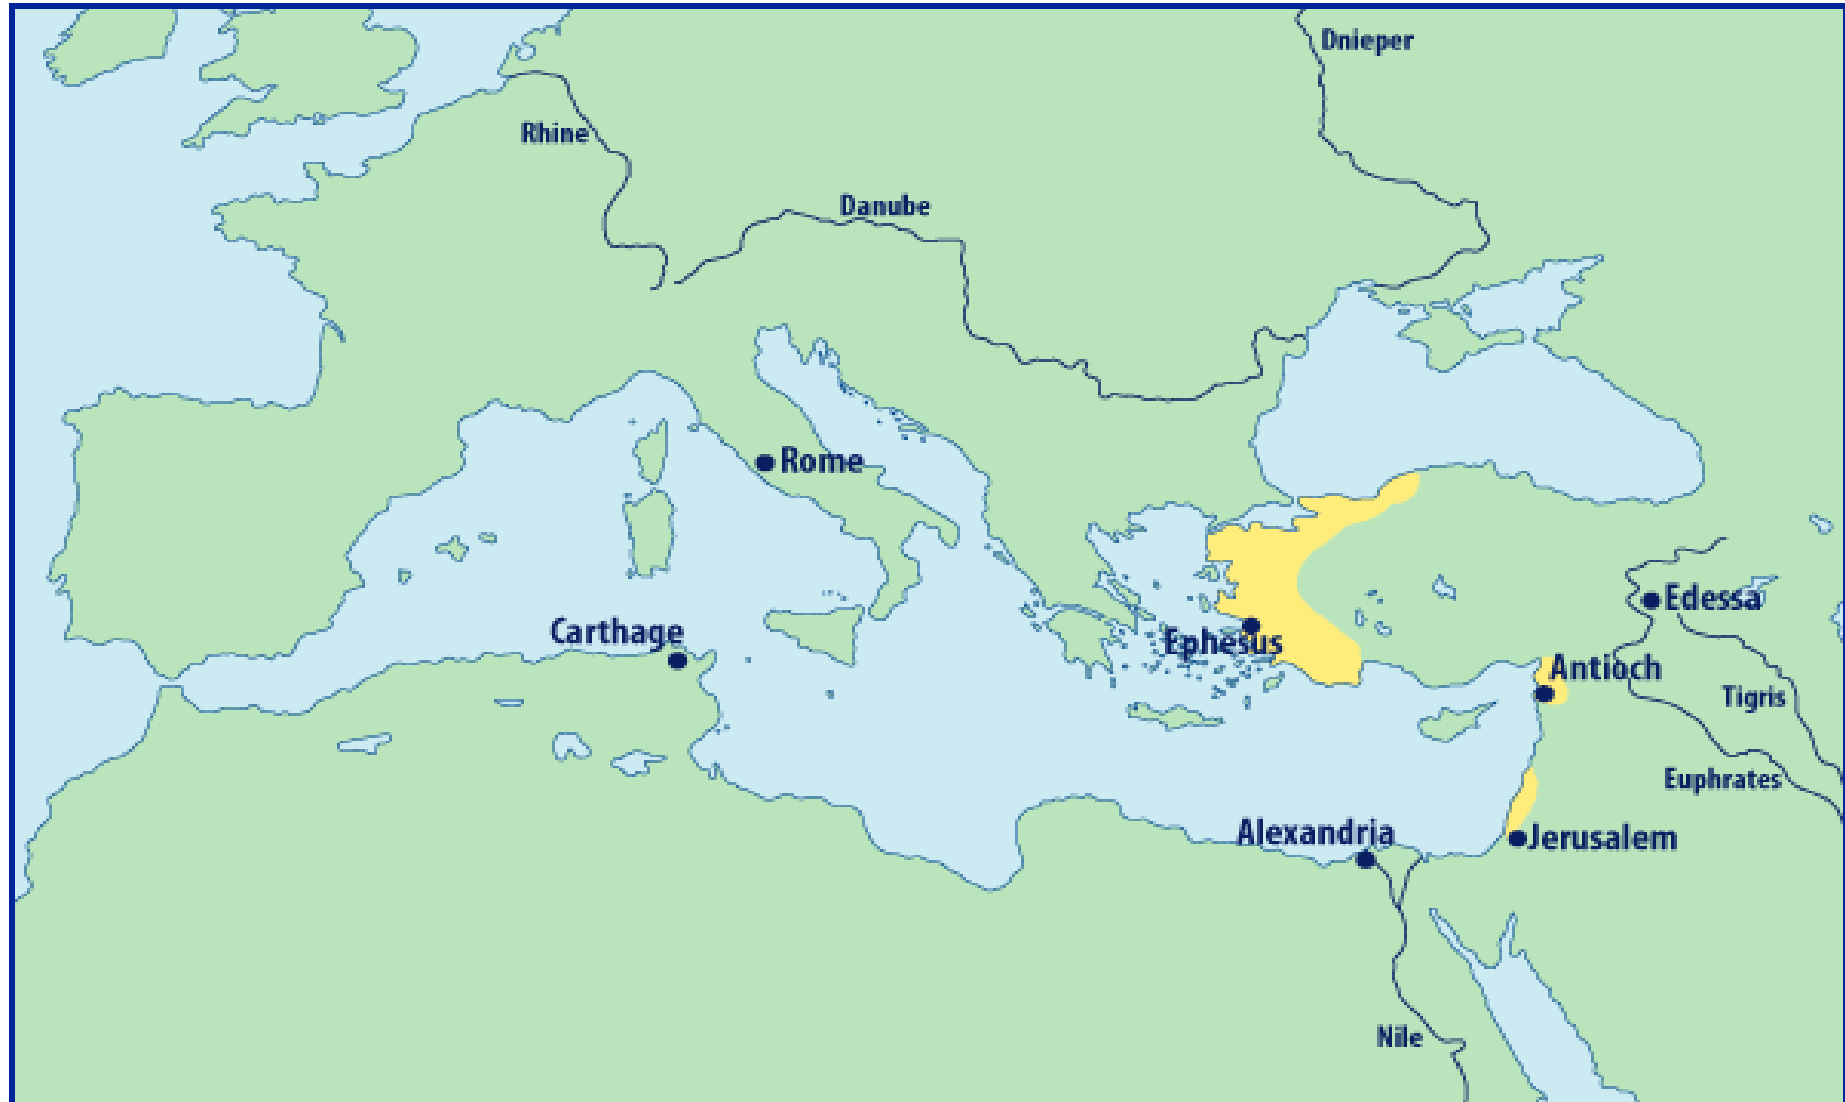 Dnieper
Rhine
Danube
Rome
Edessa
Carthage
Ephesus
Antioch
Tigris
Euphrates
Alexandria
Jerusalem
Nile